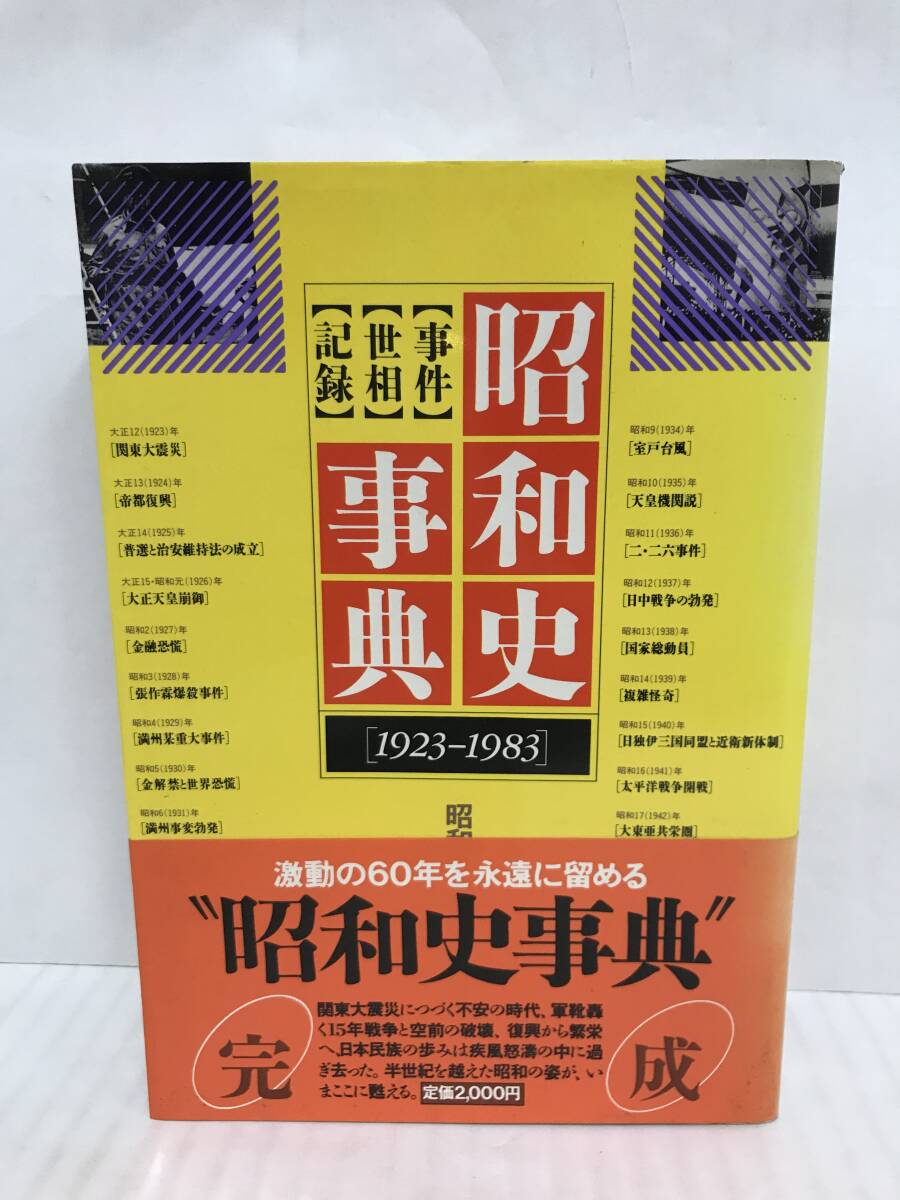 昭和史
事典
【事件】
【世相】
【記録】
[1923–1983]
大正12(1923)年
[関東大震災]
大正13(1924)年
[帝都復興]
大正14(1925)年
[普選と治安維持法の成立]
大正15・昭和元(1926)年
[大正天皇崩御]
昭和2(1927)年
[金融恐慌]
昭和3(1928)年
[張作霖爆殺事件]
昭和4(1929)年
[満州某重大事件]
昭和5(1930)年
[金解禁と世界恐慌]
昭和6(1931)年
[満州事変勃発]
昭和9(1934)年
[室戸台風]
昭和10(1935)年
[天皇機関説]
昭和11(1936)年
[二・二六事件]
昭和12(1937)年
[日中戦争の勃発]
昭和13(1938)年
[国家総動員]
昭和14(1939)年
[複雑怪奇]
昭和15(1940)年
[日独伊三国同盟と近衛新体制]
昭和16(1941)年
[太平洋戦争開戦]
昭和17(1942)年
[大東亜共栄圏]
昭和
激動の60年を永遠に留める
"昭和史事典"
完成
関東大震災につづく不安の時代、軍靴轟
く15年戦争と空前の破壊、復興から繁栄
へ、日本民族の歩みは疾風怒濤の中に過
ぎ去った。半世紀を越えた昭和の姿が、い
まここに甦える。定価2,000円